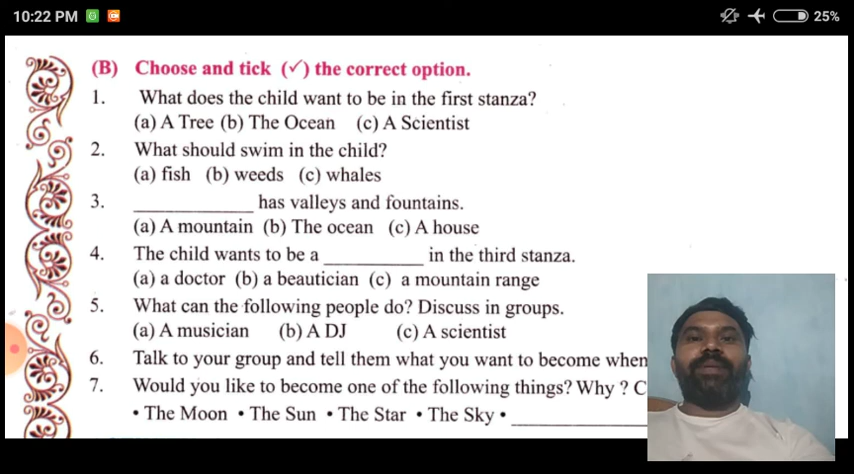 10:22 PM 25%
(B) Choose and tick (✓) the correct option.
1. What does the child want to be in the first stanza?
(a) A Tree (b) The Ocean (c) A Scientist
2. What should swim in the child?
(a) fish (b) weeds (c) whales
3. __________ has valleys and fountains.
(a) A mountain (b) The ocean (c) A house
4. The child wants to be a ________ in the third stanza.
(a) a doctor (b) a beautician (c) a mountain range
5. What can the following people do? Discuss in groups.
(a) A musician (b) A DJ (c) A scientist
6. Talk to your group and tell them what you want to become when
7. Would you like to become one of the following things? Why ? C
• The Moon • The Sun • The Star • The Sky • ___________